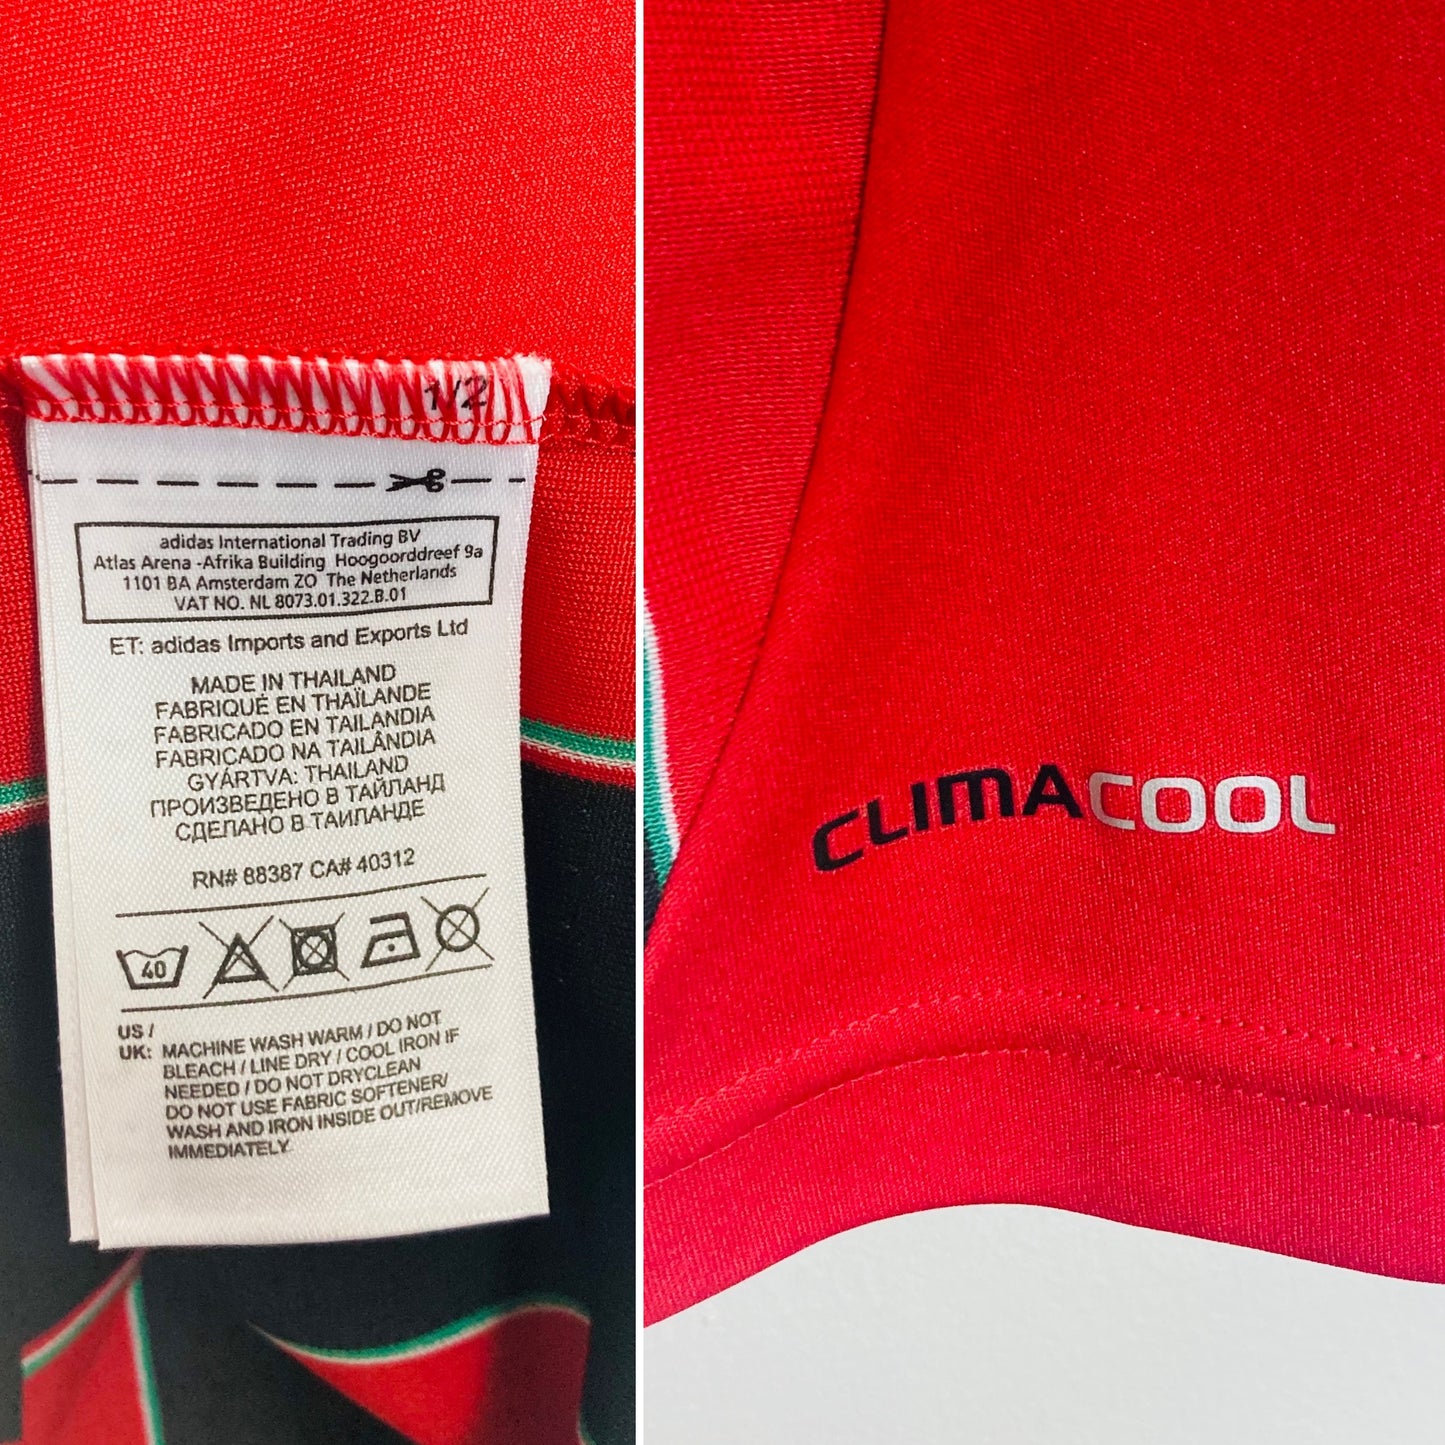 1/2
adidas International Trading BV
Atlas Arena -Afrika Building Hoogoorddreef 9a
1101 BA Amsterdam ZO The Netherlands
VAT NO. NL 8073.01.322.B.01
ET: adidas Imports and Exports Ltd
MADE IN THAILAND
FABRIQUÉ EN THAÏLANDE
FABRICADO EN TAILANDIA
FABRICADO NA TAILÂNDIA
GYÁRTVA: THAILAND
ПРОИЗВЕДЕНО В ТАЙЛАНД
СДЕЛАНО В ТАИЛАНДЕ
RN# 88387 CA# 40312
40
US /
UK: MACHINE WASH WARM / DO NOT
BLEACH / LINE DRY / COOL IRON IF
NEEDED / DO NOT DRYCLEAN
DO NOT USE FABRIC SOFTENER/
WASH AND IRON INSIDE OUT/REMOVE
IMMEDIATELY
CLIMACOOL